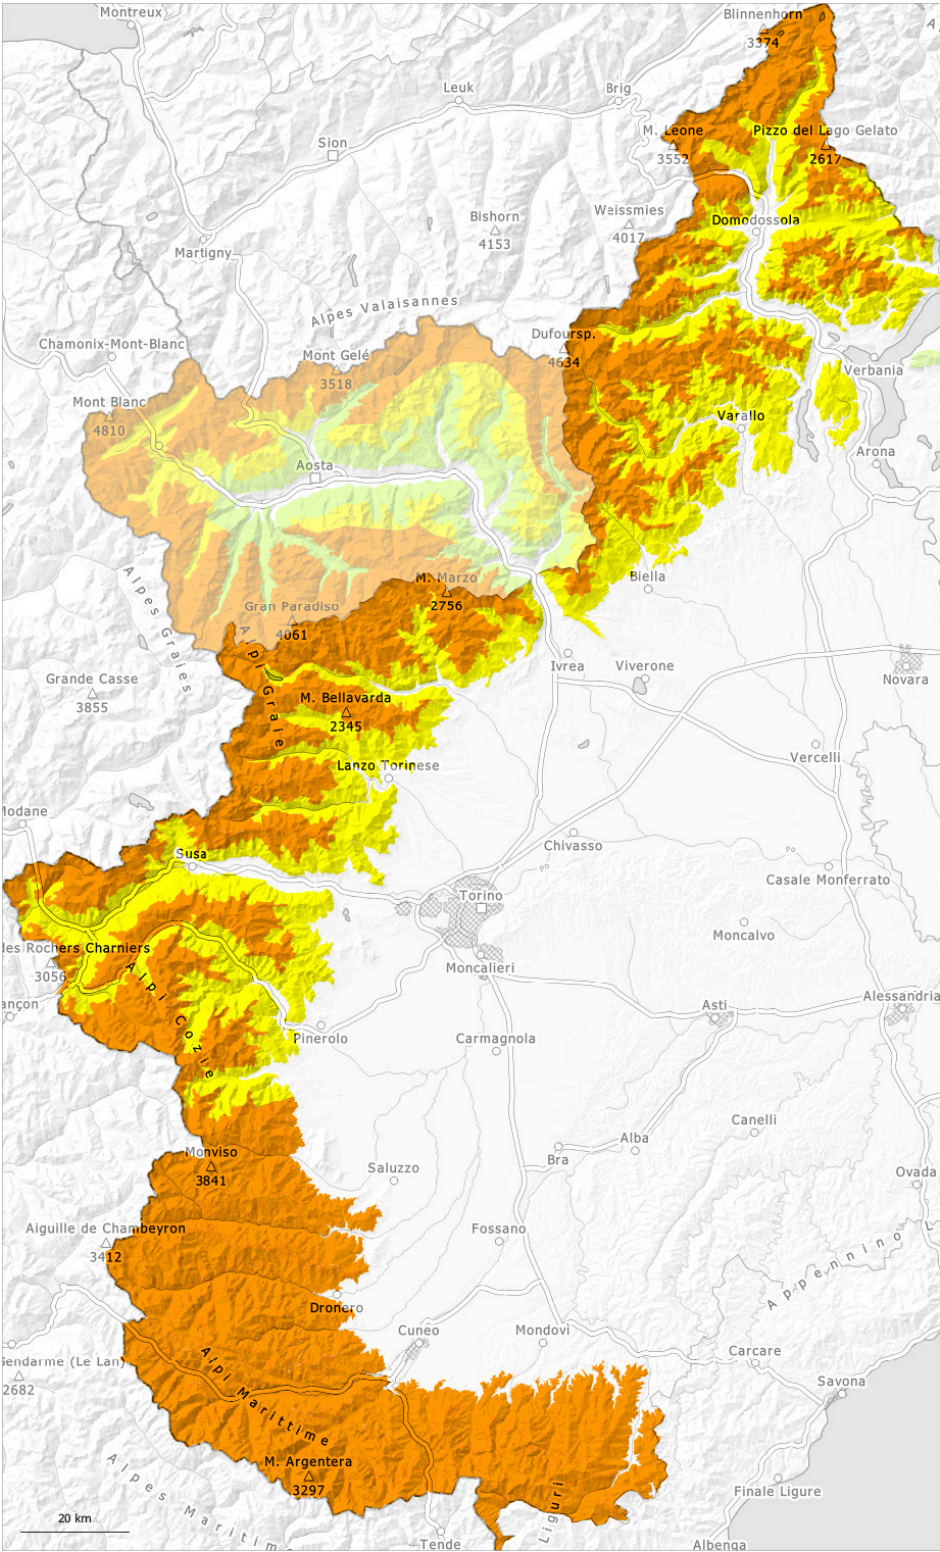 Montreux
Blinnenhorn
3374
Leuk
Brig
Sion
M. Leone
3552
Pizzo del Lago Gelato
2617
Bishorn
4153
Weissmies
4017
Domodossola
Martigny
Alpes Valaisannes
Chamonix-Mont-Blanc
Mont Gelé
3518
Dufoursp.
4634
Verbania
Mont Blanc
4810
Varallo
Aosta
Arona
Alpes Graies
M. Marzo
2756
Biella
Gran Paradiso
4061
Alpi Graie
Ivrea
Viverone
Novara
Grande Casse
3855
M. Bellavarda
2345
Lanzo Torinese
Vercelli
Modane
Chivasso
Po
Po
Susa
Casale Monferrato
Torino
Moncalvo
des Rochers Charniers
3056
Alpi Cozie
Moncalieri
ançon
Asti
Alessandria
Pinerolo
Carmagnola
Canelli
Alba
Bra
Monviso
3841
Saluzzo
Ovada
Aiguille de Chambeyron
3412
Fossano
Appennino L
Dronero
Cuneo
Mondovì
Carcare
Gendarme (Le Lan
2682
Savona
Alpi Marittime
M. Argentera
3297
Alpes Maritime
Liguri
Finale Ligure
20 km
Tende
Albenga